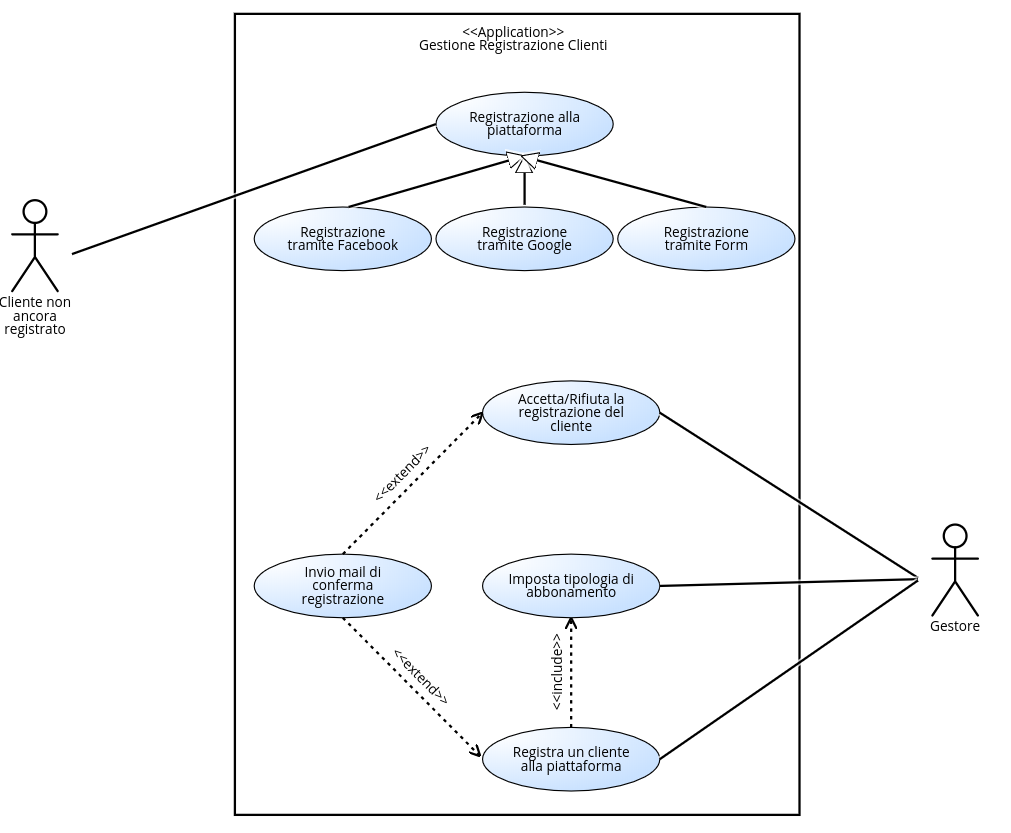 <<Application>>
Gestione Registrazione Clienti
Registrazione alla
piattaforma
Registrazione
tramite Facebook
Registrazione
tramite Google
Registrazione
tramite Form
Cliente non
ancora
registrato
Accetta/Rifiuta la
registrazione del
cliente
<<extend>>
Invio mail di
conferma
registrazione
Imposta tipologia di
abbonamento
Gestore
<<extend>>
<<include>>
Registra un cliente
alla piattaforma